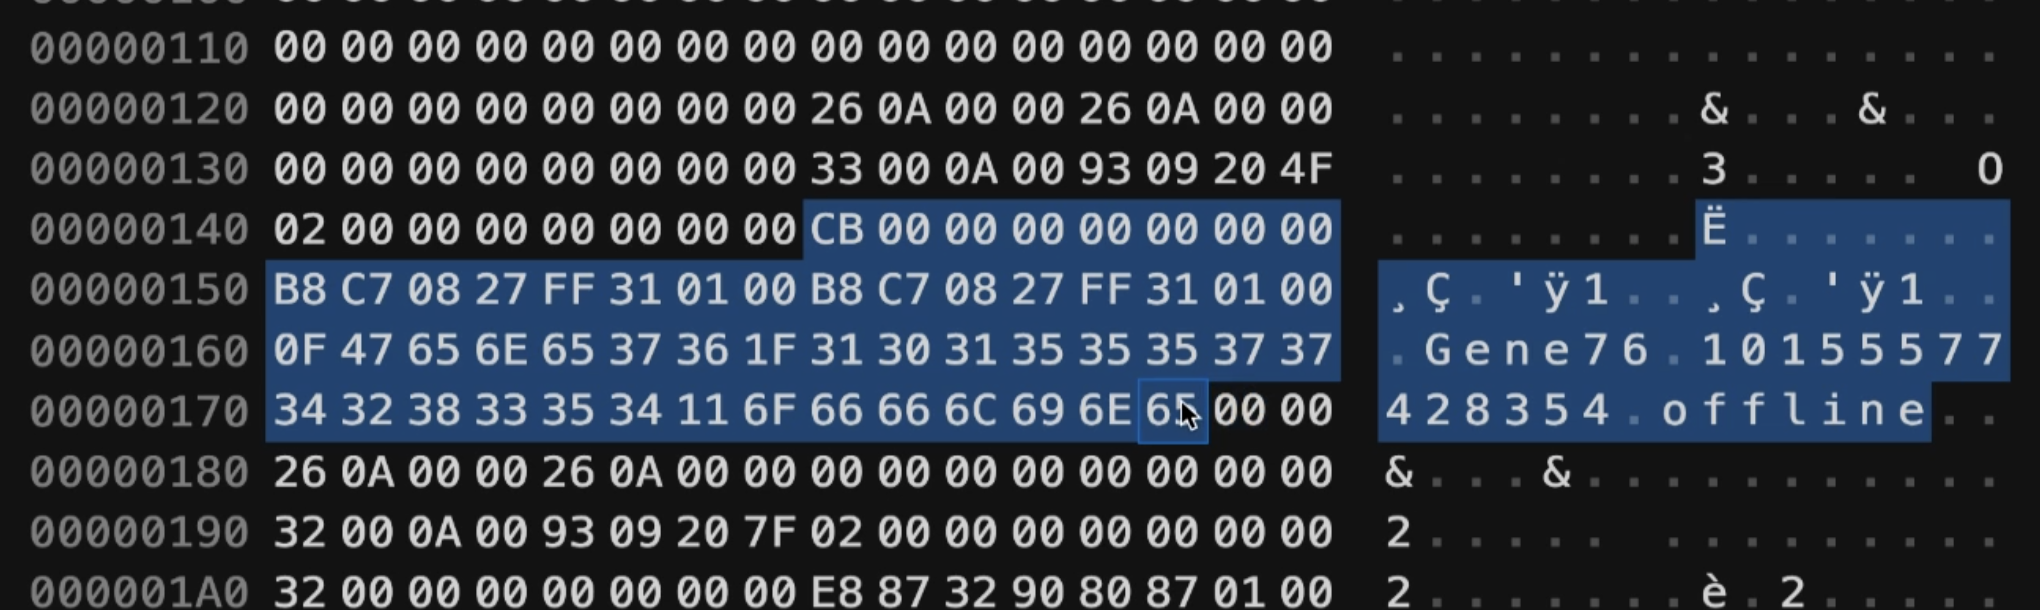 00000110 00 00 00 00 00 00 00 00 00 00 00 00 00 00 00 00 ................
00000120 00 00 00 00 00 00 00 00 26 0A 00 00 26 0A 00 00 ........&...&...
00000130 00 00 00 00 00 00 00 00 33 00 0A 00 93 09 20 4F ........3..... O
00000140 02 00 00 00 00 00 00 00 CB 00 00 00 00 00 00 00 ........Ë.......
00000150 B8 C7 08 27 FF 31 01 00 B8 C7 08 27 FF 31 01 00 ¸Ç.'ÿ1..¸Ç.'ÿ1..
00000160 0F 47 65 6E 65 37 36 1F 31 30 31 35 35 35 37 37 .Gene76.10155577
00000170 34 32 38 33 35 34 11 6F 66 66 6C 69 6E 65 00 00 428354.offline..
00000180 26 0A 00 00 26 0A 00 00 00 00 00 00 00 00 00 00 &...&...........
00000190 32 00 0A 00 93 09 20 7F 02 00 00 00 00 00 00 00 2..... .........
000001A0 32 00 00 00 00 00 00 00 E8 87 32 90 80 87 01 00 2.......è.2.....